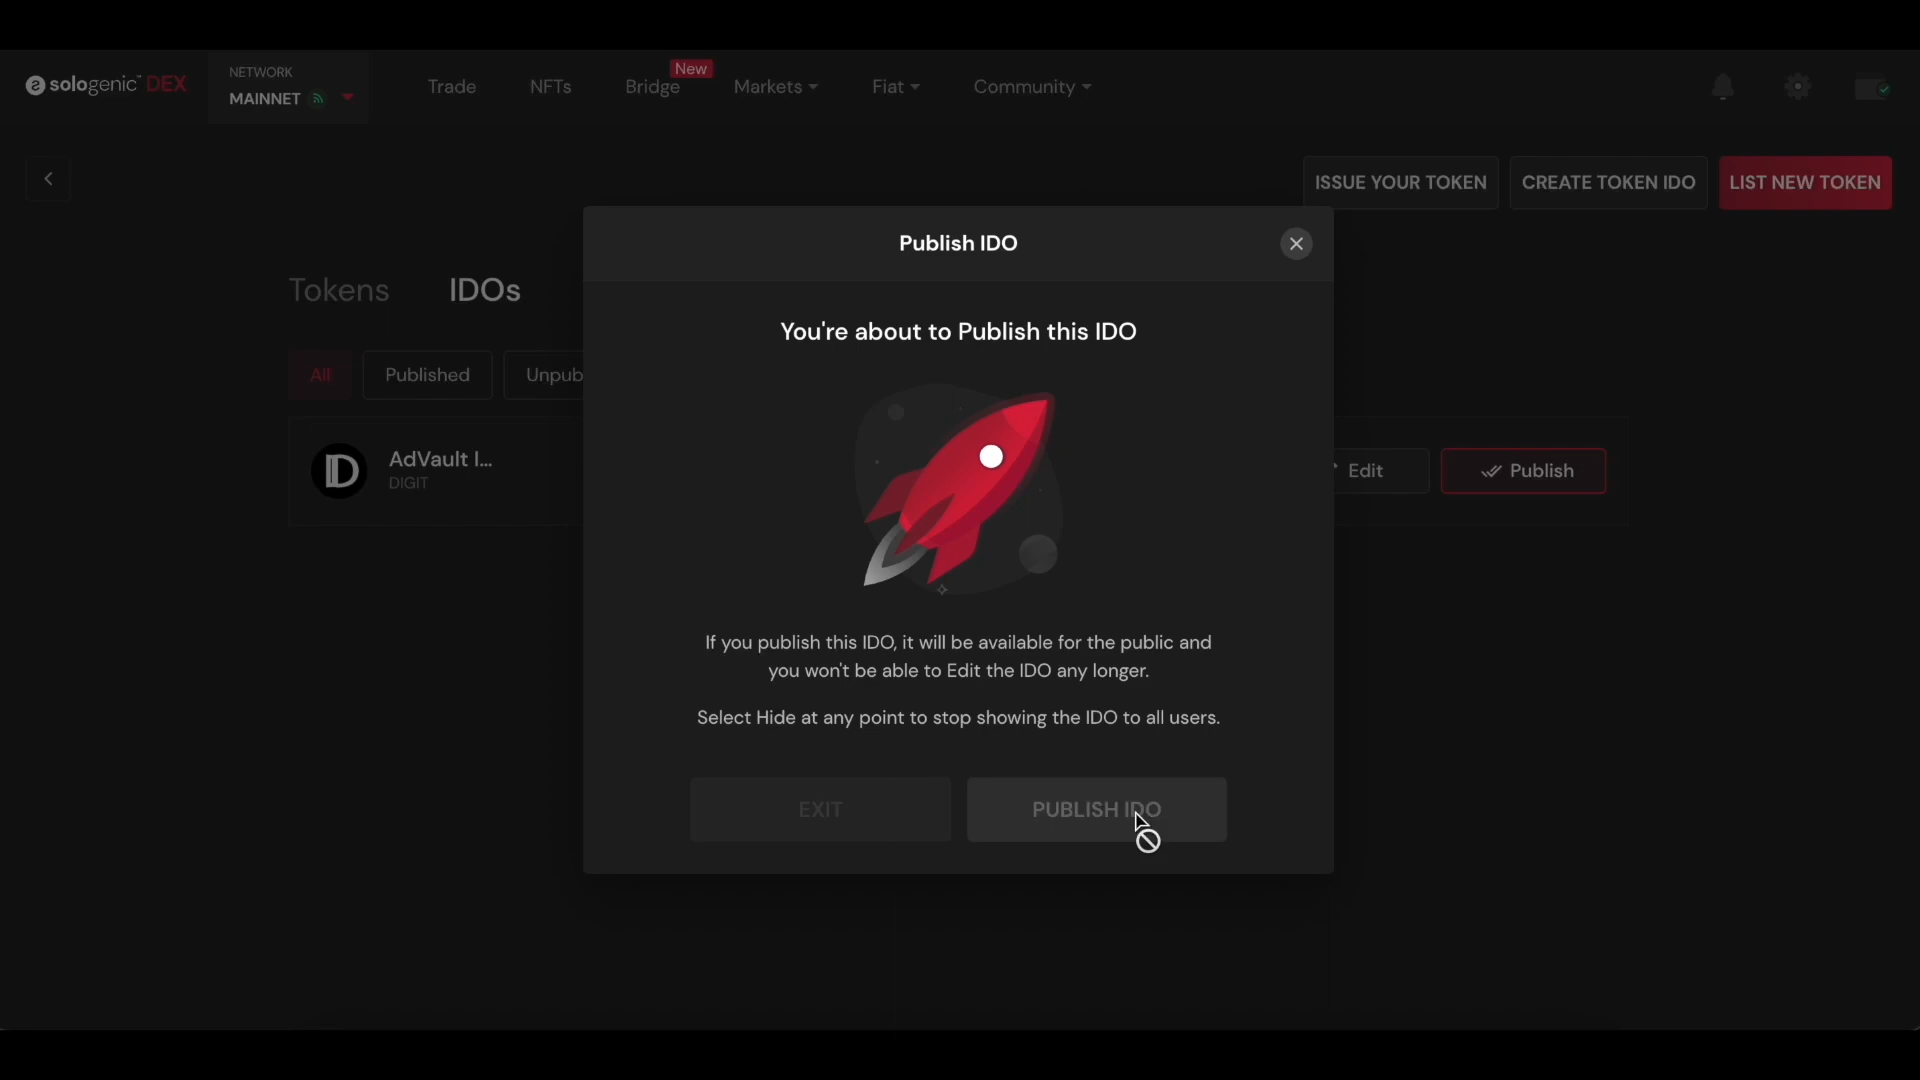 sologenic™ DEX
NETWORK
MAINNET
Trade
NFTs
Bridge
New
Markets
Fiat
Community
ISSUE YOUR TOKEN
CREATE TOKEN IDO
LIST NEW TOKEN
Publish IDO
Tokens
IDOs
You're about to Publish this IDO
All
Published
Unpub
AdVault I...
DIGIT
Edit
Publish
If you publish this IDO, it will be available for the public and
you won't be able to Edit the IDO any longer.
Select Hide at any point to stop showing the IDO to all users.
EXIT
PUBLISH IDO